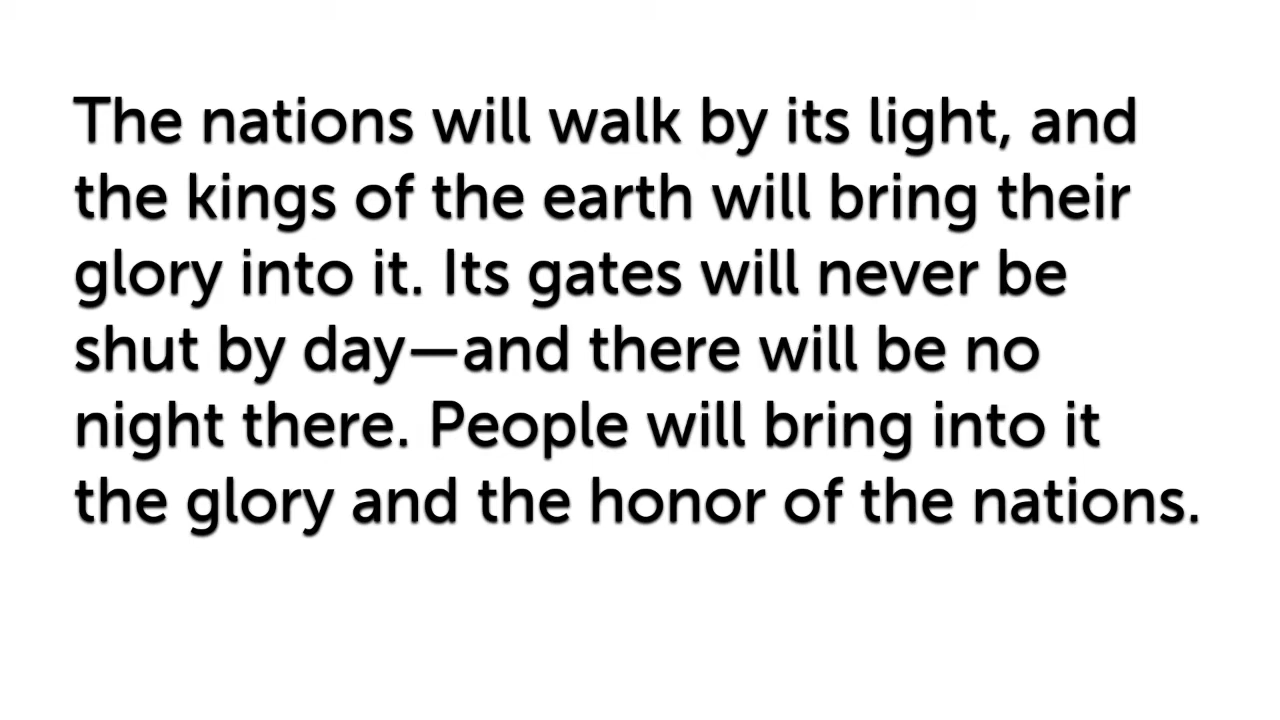 The nations will walk by its light, and
the kings of the earth will bring their
glory into it. Its gates will never be
shut by day—and there will be no
night there. People will bring into it
the glory and the honor of the nations.